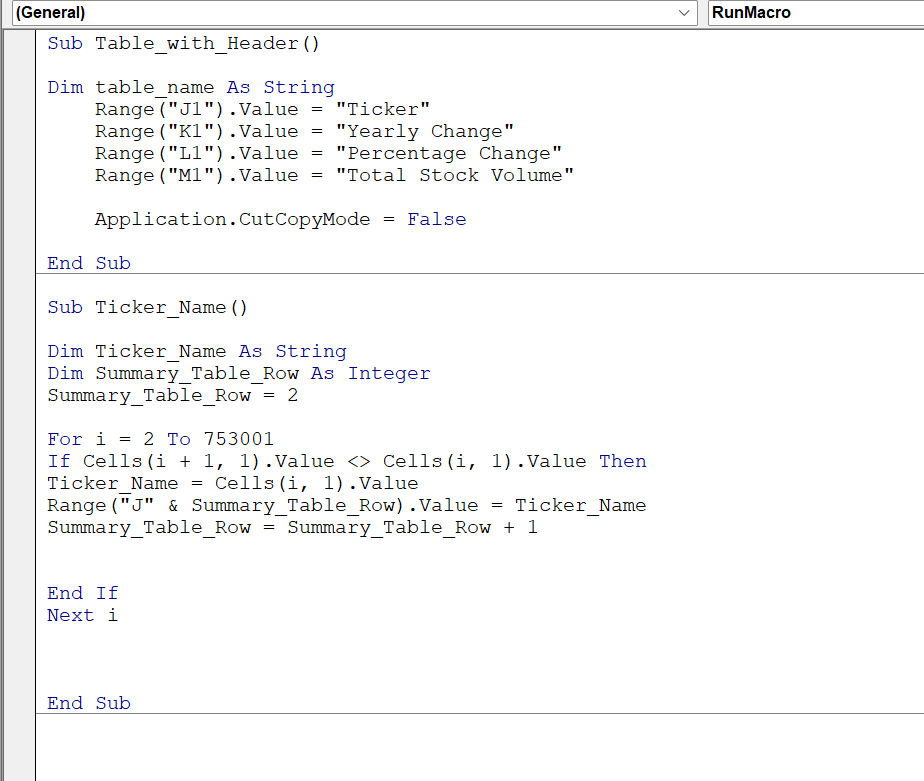 (General)
RunMacro
Sub Table_with_Header()
Dim table_name As String
    Range("J1").Value = "Ticker"
    Range("K1").Value = "Yearly Change"
    Range("L1").Value = "Percentage Change"
    Range("M1").Value = "Total Stock Volume"
    Application.CutCopyMode = False
End Sub
Sub Ticker_Name()
Dim Ticker_Name As String
Dim Summary_Table_Row As Integer
Summary_Table_Row = 2
For i = 2 To 753001
If Cells(i + 1, 1).Value <> Cells(i, 1).Value Then
Ticker_Name = Cells(i, 1).Value
Range("J" & Summary_Table_Row).Value = Ticker_Name
Summary_Table_Row = Summary_Table_Row + 1
End If
Next i
End Sub